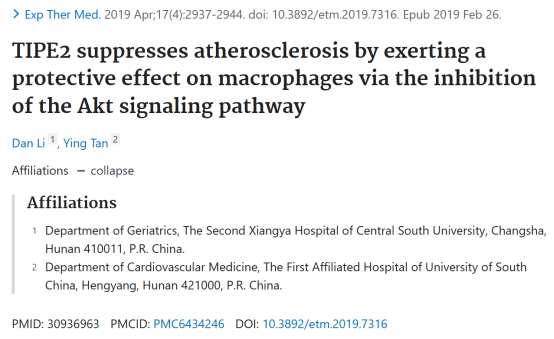 > Exp Ther Med. 2019 Apr;17(4):2937-2944. doi: 10.3892/etm.2019.7316. Epub 2019 Feb 26.
TIPE2 suppresses atherosclerosis by exerting a
protective effect on macrophages via the inhibition
of the Akt signaling pathway
Dan Li 1, Ying Tan 2
Affiliations – collapse
Affiliations
1 Department of Geriatrics, The Second Xiangya Hospital of Central South University, Changsha,
Hunan 410011, P.R. China.
2 Department of Cardiovascular Medicine, The First Affiliated Hospital of University of South
China, Hengyang, Hunan 421000, P.R. China.
PMID: 30936963 PMCID: PMC6434246 DOI: 10.3892/etm.2019.7316